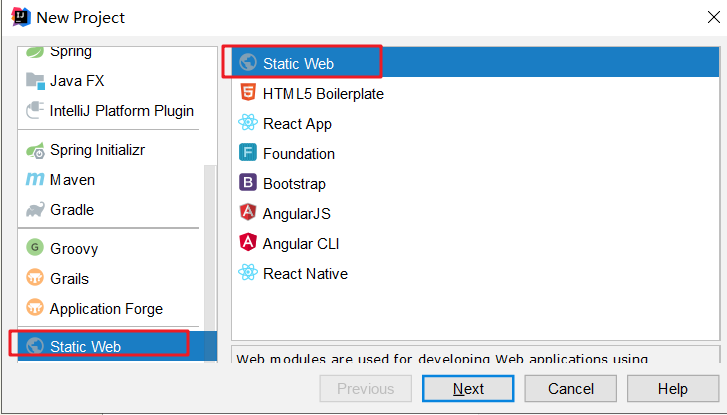 New Project
Spring
Java FX
IntelliJ Platform Plugin
Spring Initializr
Maven
Gradle
Groovy
Grails
Application Forge
Static Web
Static Web
HTML5 Boilerplate
React App
Foundation
Bootstrap
AngularJS
Angular CLI
React Native
Web modules are used for developing Web applications using
Previous
Next
Cancel
Help